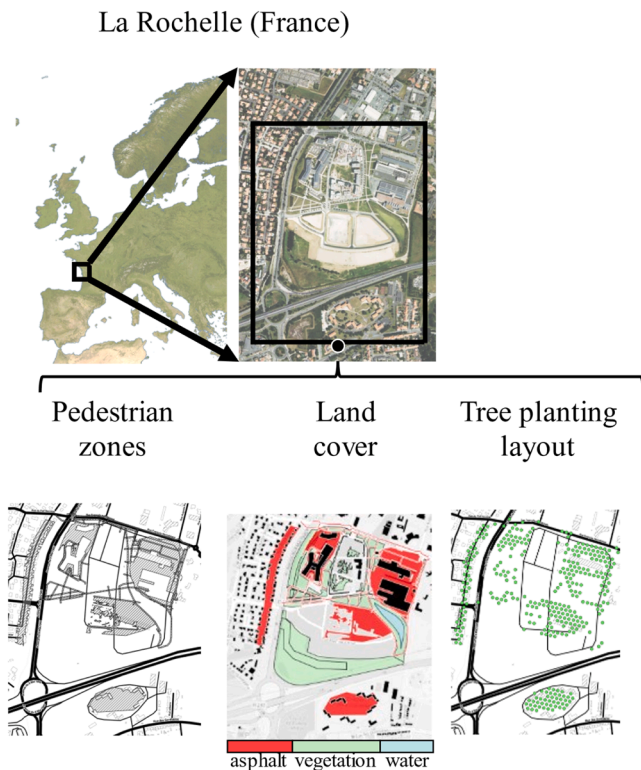 La Rochelle (France)
Pedestrian
zones
Land
cover
Tree planting
layout
asphalt vegetation water